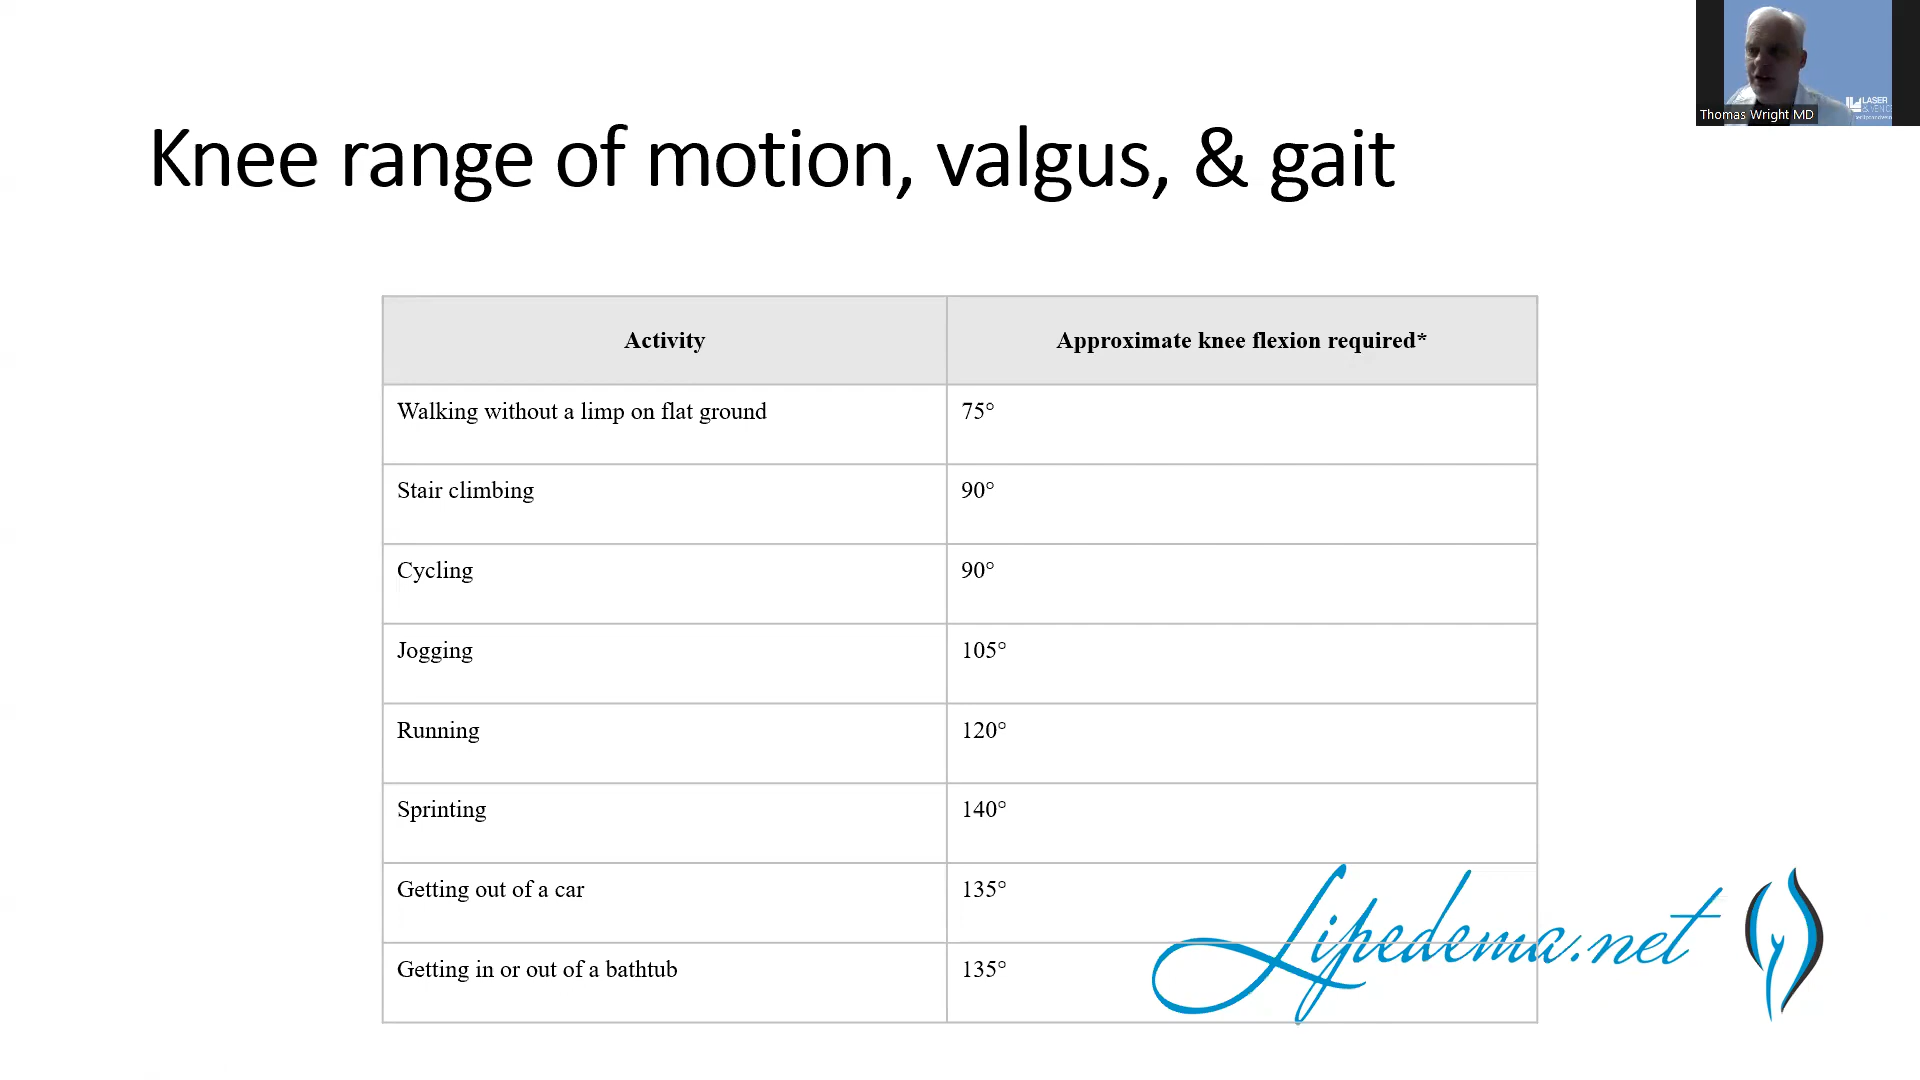 Thomas Wright MD
LASER
Knee range of motion, valgus, & gait
Activity Approximate knee flexion required*
Walking without a limp on flat ground 75°
Stair climbing 90°
Cycling 90°
Jogging 105°
Running 120°
Sprinting 140°
Getting out of a car 135°
Getting in or out of a bathtub 135°
Lipedema.net